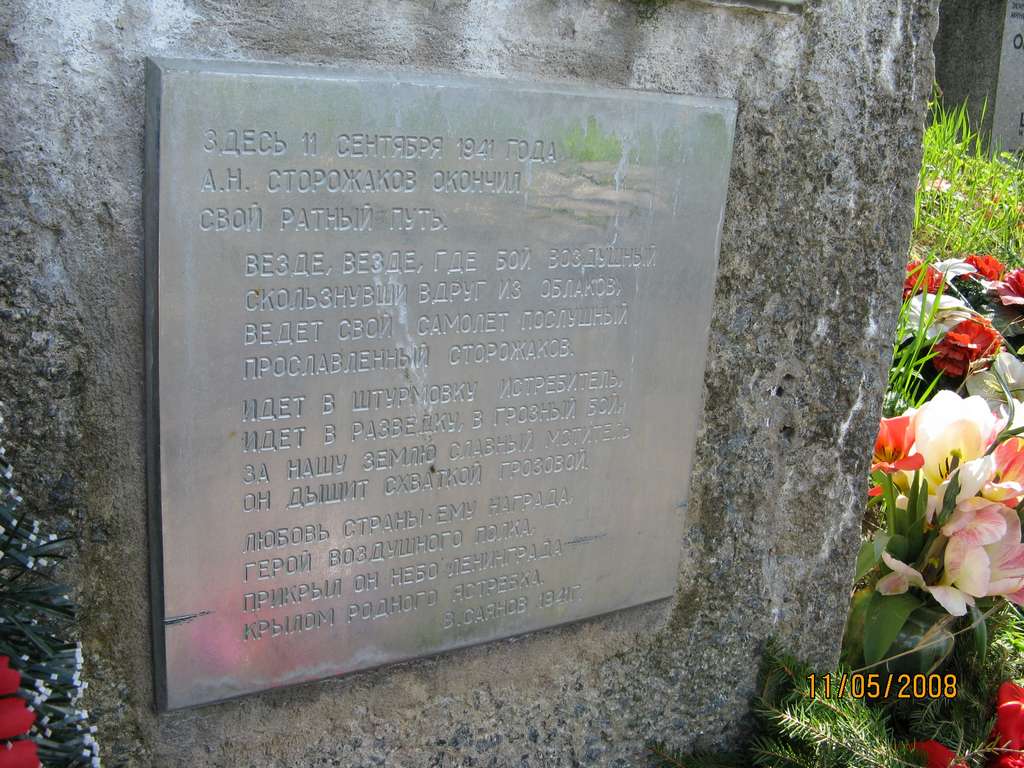 ЗДЕСЬ 11 СЕНТЯБРЯ 1941 ГОДА
А.Н. СТОРОЖАКОВ ОКОНЧИЛ
СВОЙ РАТНЫЙ ПУТЬ.
ВЕЗДЕ, ВЕЗДЕ, ГДЕ БОЙ ВОЗДУШНЫЙ
СКОЛЬЗНУВШИ ВДРУГ ИЗ ОБЛАКОВ,
ВЕДЕТ СВОЙ САМОЛЕТ ПОСЛУШНЫЙ
ПРОСЛАВЛЕННЫЙ СТОРОЖАКОВ.
ИДЕТ В ШТУРМОВКУ ИСТРЕБИТЕЛЬ,
ИДЕТ В РАЗВЕДКУ, В ГРОЗНЫЙ БОЙ,
ЗА НАШУ ЗЕМЛЮ СЛАВНЫЙ МСТИТЕЛЬ
ОН ДЫШИТ СХВАТКОЙ ГРОЗОВОЙ.
ЛЮБОВЬ СТРАНЫ-ЕМУ НАГРАДА.
ГЕРОЙ ВОЗДУШНОГО ПОЛКА,
ПРИКРЫЛ ОН НЕБО ЛЕНИНГРАДА
КРЫЛОМ РОДНОГО ЯСТРЕБКА.
В.САЯНОВ 1941Г.
11/05/2008